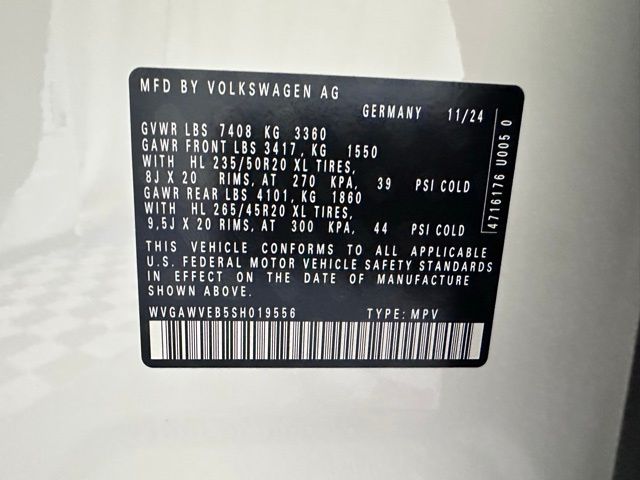 MFD BY VOLKSWAGEN AG
GERMANY 11/24
GVWR LBS 7408 KG 3360
GAWR FRONT LBS 3417, KG 1550
WITH HL 235/50R20 XL TIRES,
8J X 20 RIMS, AT 270 KPA, 39 PSI COLD
GAWR REAR LBS 4101, KG 1860
WITH HL 265/45R20 XL TIRES,
9,5J X 20 RIMS, AT 300 KPA, 44 PSI COLD
THIS VEHICLE CONFORMS TO ALL APPLICABLE
U.S. FEDERAL MOTOR VEHICLE SAFETY STANDARDS
IN EFFECT ON THE DATE OF MANUFACTURE
SHOWN ABOVE
WVGAWVEB5SH019556 TYPE: MPV
4716176 U005 0